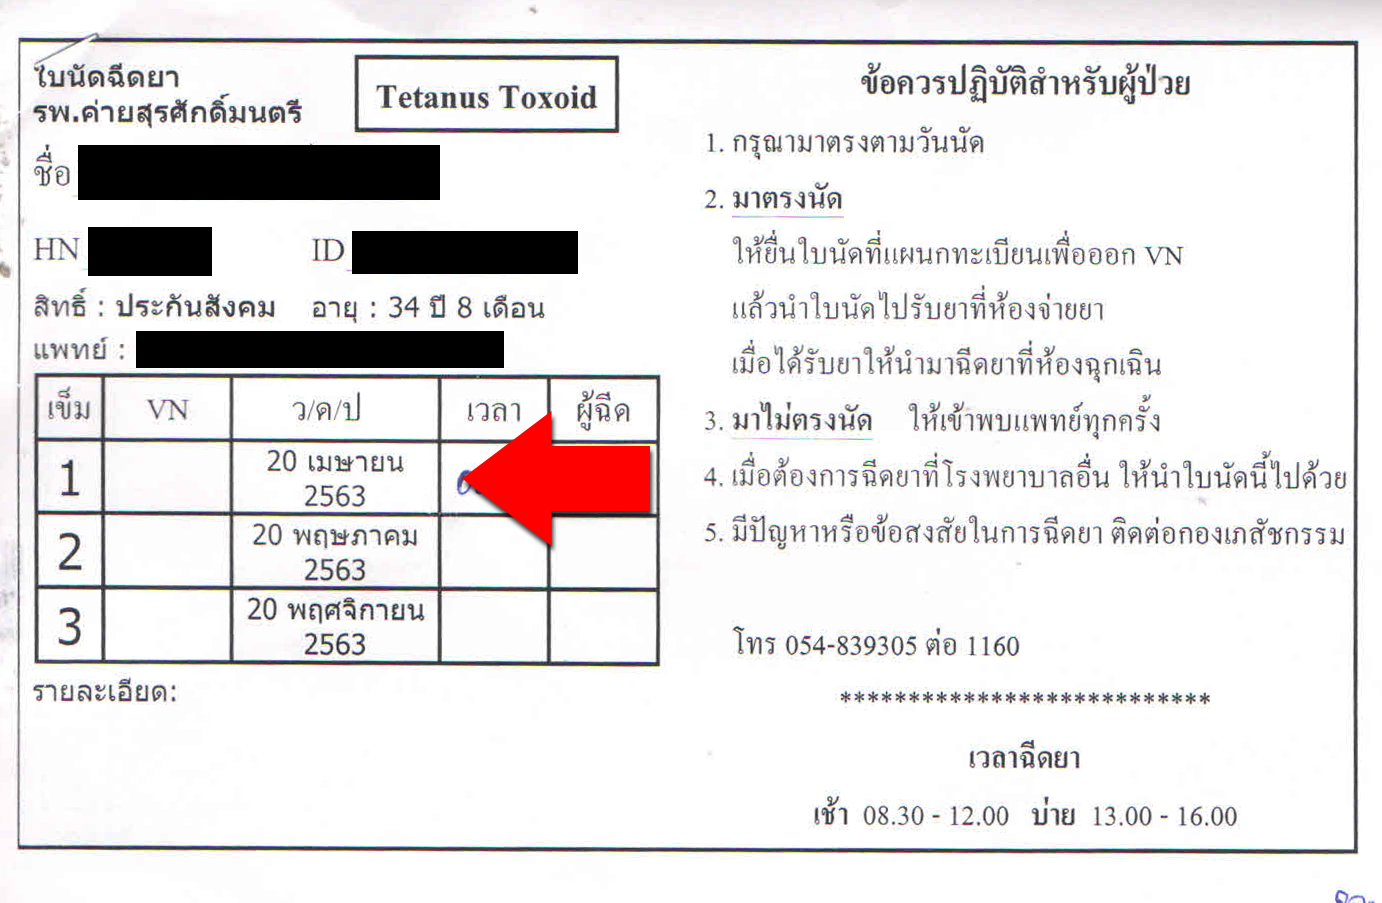 ใบนัดฉีดยา
รพ.ค่ายสุรศักดิ์มนตรี
Tetanus Toxoid
ชื่อ
HN ID
สิทธิ์ : ประกันสังคม อายุ : 34 ปี 8 เดือน
แพทย์ :
เข็ม VN ว/ด/ป เวลา ผู้ฉีด
1 20 เมษายน
2563
2 20 พฤษภาคม
2563
3 20 พฤศจิกายน
2563
รายละเอียด:
ข้อควรปฏิบัติสำหรับผู้ป่วย
1. กรุณามาตรงตามวันนัด
2. มาตรงนัด
ให้ยื่นใบนัดที่แผนกทะเบียนเพื่อออก VN
แล้วนำใบนัดไปรับยาที่ห้องจ่ายยา
เมื่อได้รับยาให้นำมาฉีดยาที่ห้องฉุกเฉิน
3. มาไม่ตรงนัด ให้เข้าพบแพทย์ทุกครั้ง
4. เมื่อต้องการฉีดยาที่โรงพยาบาลอื่น ให้นำใบนัดนี้ไปด้วย
5. มีปัญหาหรือข้อสงสัยในการฉีดยา ติดต่อกองเภสัชกรรม
โทร 054-839305 ต่อ 1160
***************************
เวลาฉีดยา
เช้า 08.30 - 12.00 บ่าย 13.00 - 16.00